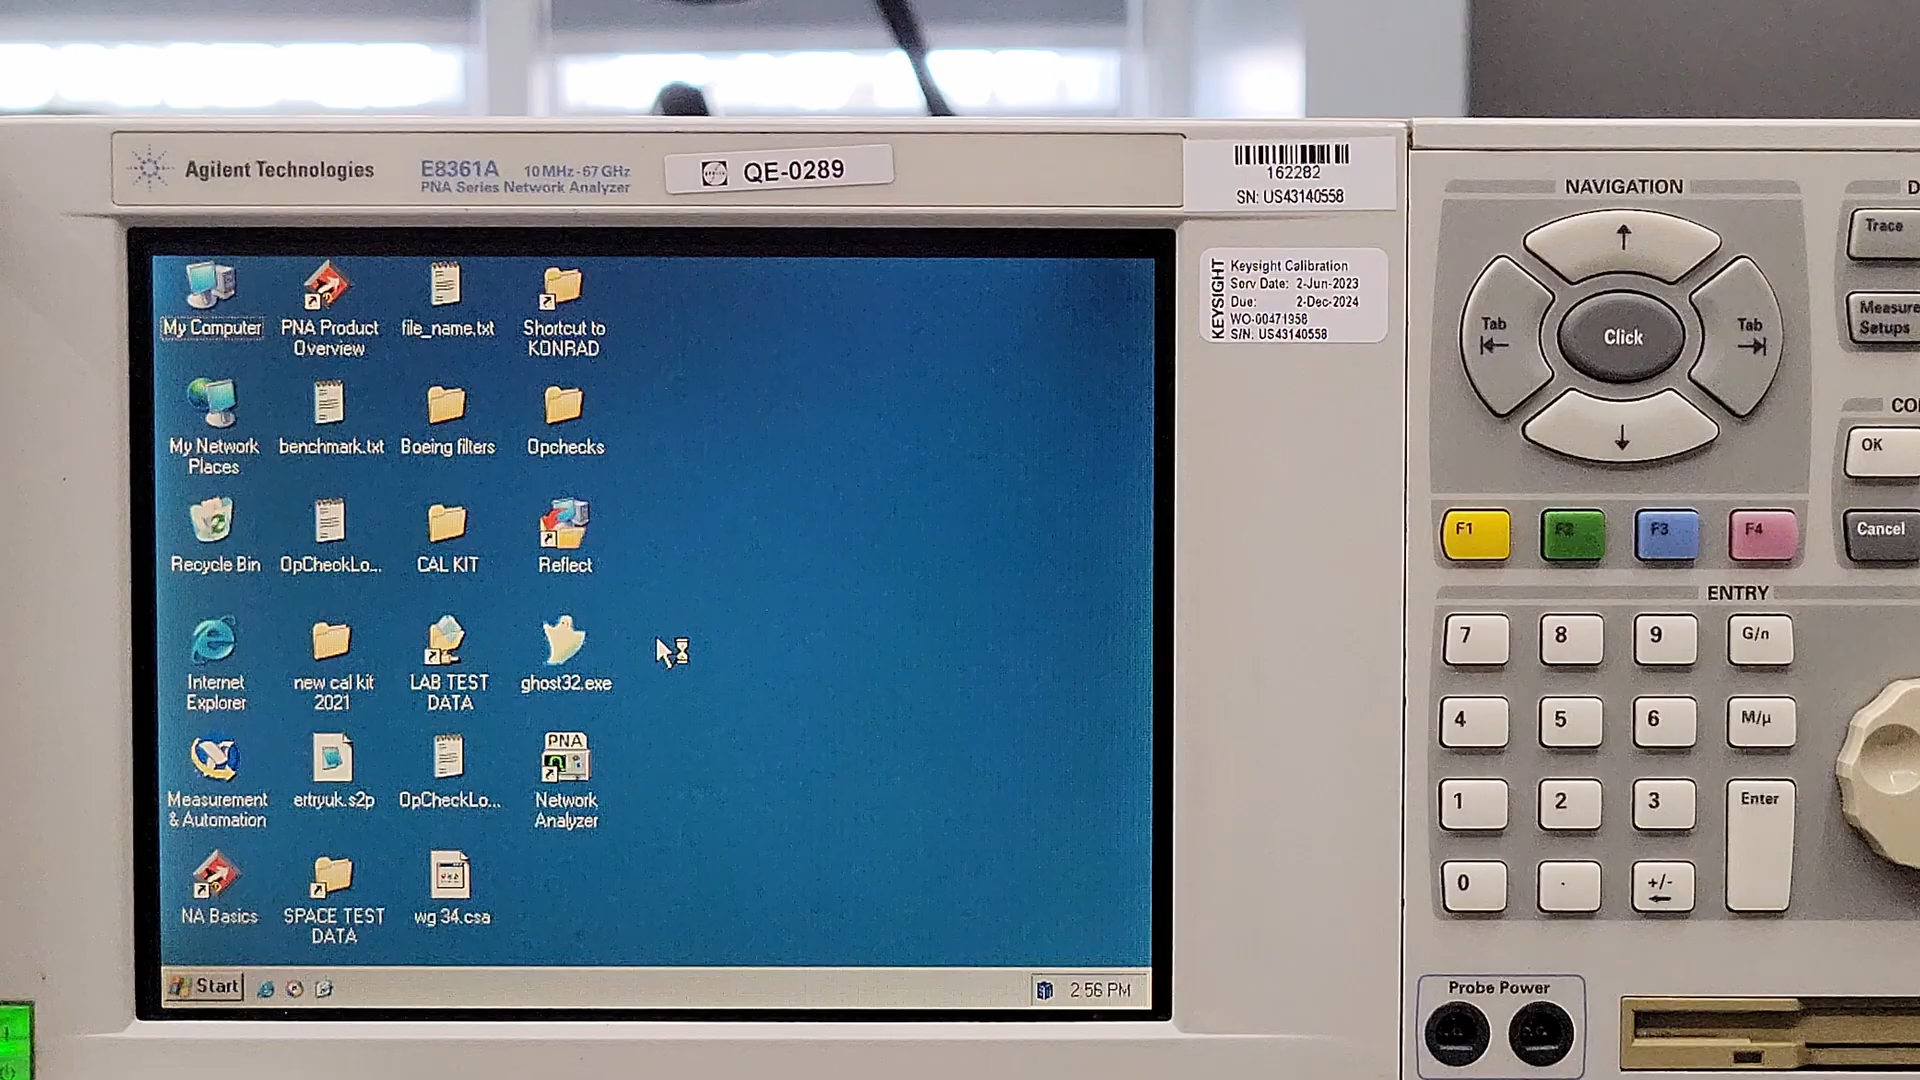 Agilent Technologies
E8361A 10 MHz - 67 GHz
PNA Series Network Analyzer
QE-0289
162282
SN: US43140558
KEYSIGHT
Keysight Calibration
Serv Date: 2-Jun-2023
Due: 2-Dec-2024
WO-00471958
S/N: US43140558
My Computer
PNA Product
Overview
file_name.txt
Shortcut to
KONRAD
My Network
Places
benchmark.txt
Boeing filters
Opchecks
Recycle Bin
OpCheckLo...
CAL KIT
Reflect
Internet
Explorer
new cal kit
2021
LAB TEST
DATA
ghost32.exe
Measurement
& Automation
ertryuk.s2p
OpCheckLo...
PNA
Network
Analyzer
NA Basics
SPACE TEST
DATA
wg 34.csa
Start
2:56 PM
NAVIGATION
Tab
Click
Tab
F1
F2
F3
F4
ENTRY
7
8
9
G/n
4
5
6
M/µ
1
2
3
Enter
0
.
+/-
Trace
Measure
Setups
OK
Cancel
Probe Power